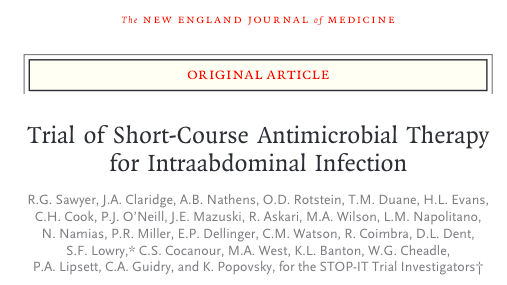 The NEW ENGLAND JOURNAL of MEDICINE
ORIGINAL ARTICLE
Trial of Short-Course Antimicrobial Therapy
for Intraabdominal Infection
R.G. Sawyer, J.A. Claridge, A.B. Nathens, O.D. Rotstein, T.M. Duane, H.L. Evans,
C.H. Cook, P.J. O’Neill, J.E. Mazuski, R. Askari, M.A. Wilson, L.M. Napolitano,
N. Namias, P.R. Miller, E.P. Dellinger, C.M. Watson, R. Coimbra, D.L. Dent,
S.F. Lowry,* C.S. Cocanour, M.A. West, K.L. Banton, W.G. Cheadle,
P.A. Lipsett, C.A. Guidry, and K. Popovsky, for the STOP-IT Trial Investigators†